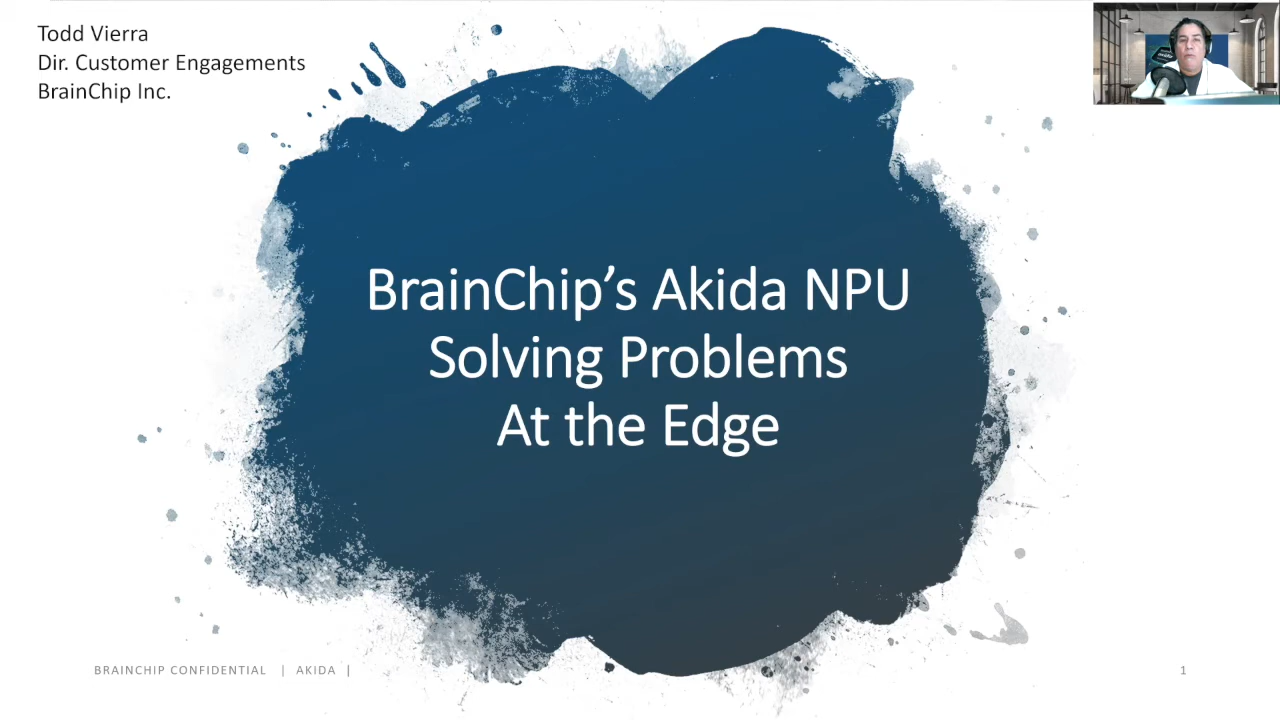 Todd Vierra
Dir. Customer Engagements
BrainChip Inc.
BrainChip’s Akida NPU
Solving Problems
At the Edge
BRAINCHIP CONFIDENTIAL | AKIDA |
1